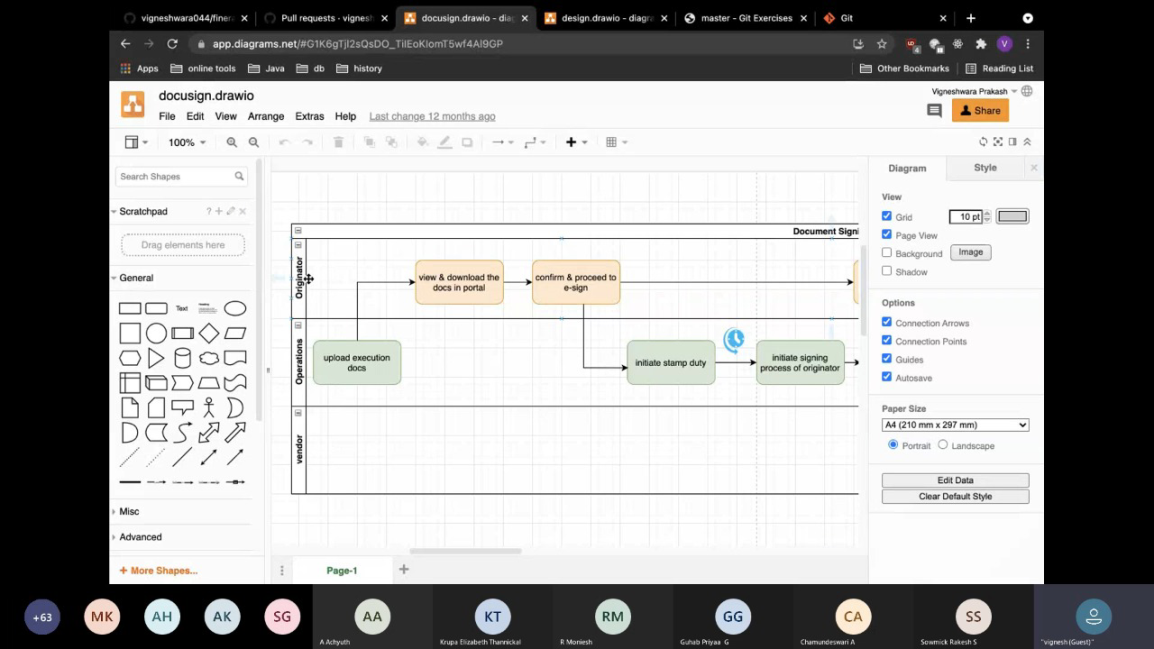 vigneshwara044/finera
Pull requests · vignesh
docusign.drawio - diag
design.drawio - diagra
master - Git Exercises
Git
app.diagrams.net/#G1K6gTjI2sQsDO_TilEoKlomT5wf4Al9GP
V
Apps
online tools
Java
db
history
Other Bookmarks
Reading List
docusign.drawio
Vigneshwara Prakash
File
Edit
View
Arrange
Extras
Help
Last change 12 months ago
Share
100%
Search Shapes
Diagram
Style
Scratchpad
Drag elements here
General
Text
Misc
Advanced
+ More Shapes...
Document Signi
Originator
view & download the
docs in portal
confirm & proceed to
e-sign
Operations
upload execution
docs
initiate stamp duty
initiate signing
process of originator
vendor
Page-1
View
Grid
10 pt
Page View
Background
Image
Shadow
Options
Connection Arrows
Connection Points
Guides
Autosave
Paper Size
A4 (210 mm x 297 mm)
Portrait
Landscape
Edit Data
Clear Default Style
+63
MK
AH
AK
SG
AA
KT
RM
GG
CA
SS
A Achyuth
Krupa Elizabeth Thannickal
R Moniesh
Guhab Priyaa G
Chamundeswari A
Sowmick Rakesh S
"vignesh (Guest)"